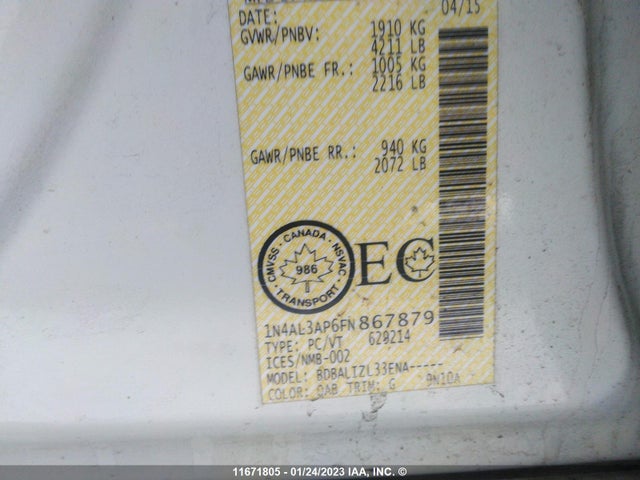 DATE: 04/15
GVWR/PNBV: 1910 KG
4211 LB
GAWR/PNBE FR.: 1005 KG
2216 LB
GAWR/PNBE RR.: 940 KG
2072 LB
CMVSS · CANADA · NSVAC
986
TRANSPORT
EC
1N4AL3AP6FN867879
TYPE: PC/VT 629214
ICES/NMB-002
MODEL: BDBALIZL33ENA-----
COLOR: QAB TRIM: G 9N10A
11671805 - 01/24/2023 IAA, Inc. ©